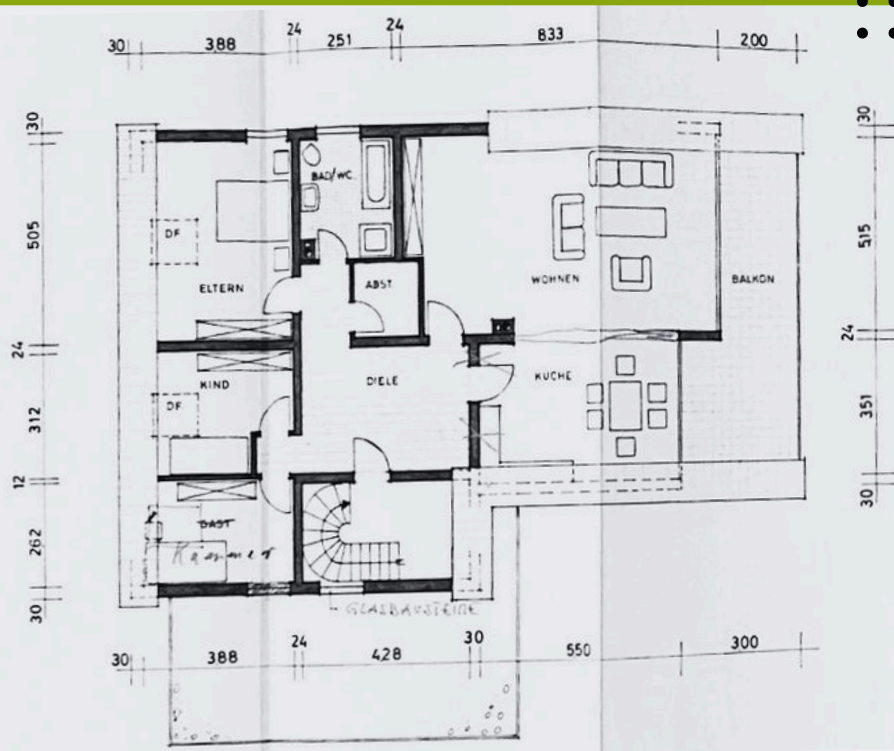 30 388 24 251 24 833 200
30
505
24
312
12
262
30
30
515
24
351
30
BAD/WC.
DF
ELTERN
ABST.
WOHNEN
BALKON
KIND
DF
DIELE
KÜCHE
GAST
Kammer
GLASBAUSTEINE
30 388 24 428 30 550 300